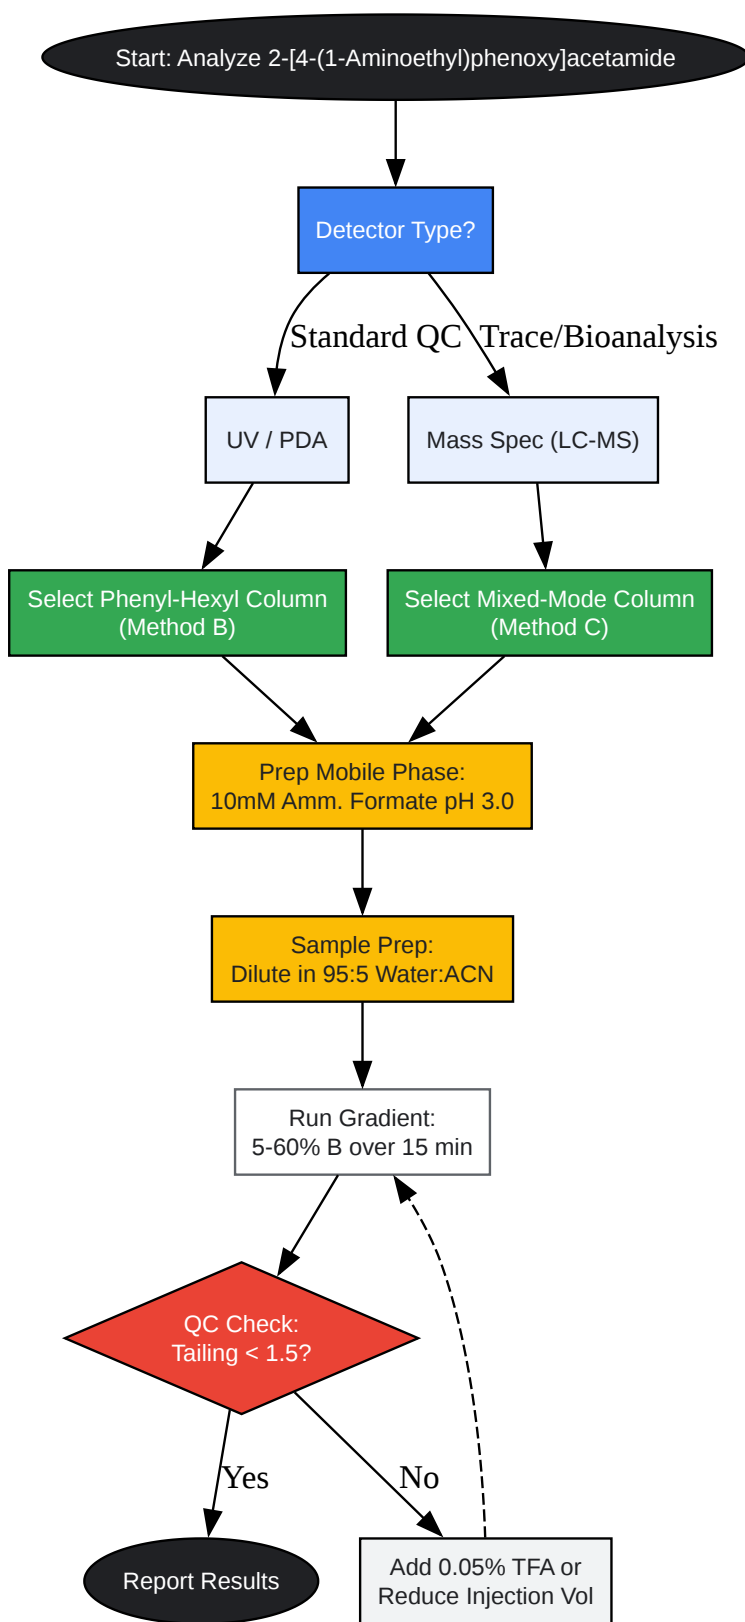 Start: Analyze 2-[4-(1-Aminoethyl)phenoxy]acetamide
Detector Type?
Standard QC
Trace/Bioanalysis
UV / PDA
Mass Spec (LC-MS)
Select Phenyl-Hexyl Column
(Method B)
Select Mixed-Mode Column
(Method C)
Prep Mobile Phase:
10mM Amm. Formate pH 3.0
Sample Prep:
Dilute in 95:5 Water:ACN
Run Gradient:
5-60% B over 15 min
QC Check:
Tailing < 1.5?
Yes
No
Report Results
Add 0.05% TFA or
Reduce Injection Vol